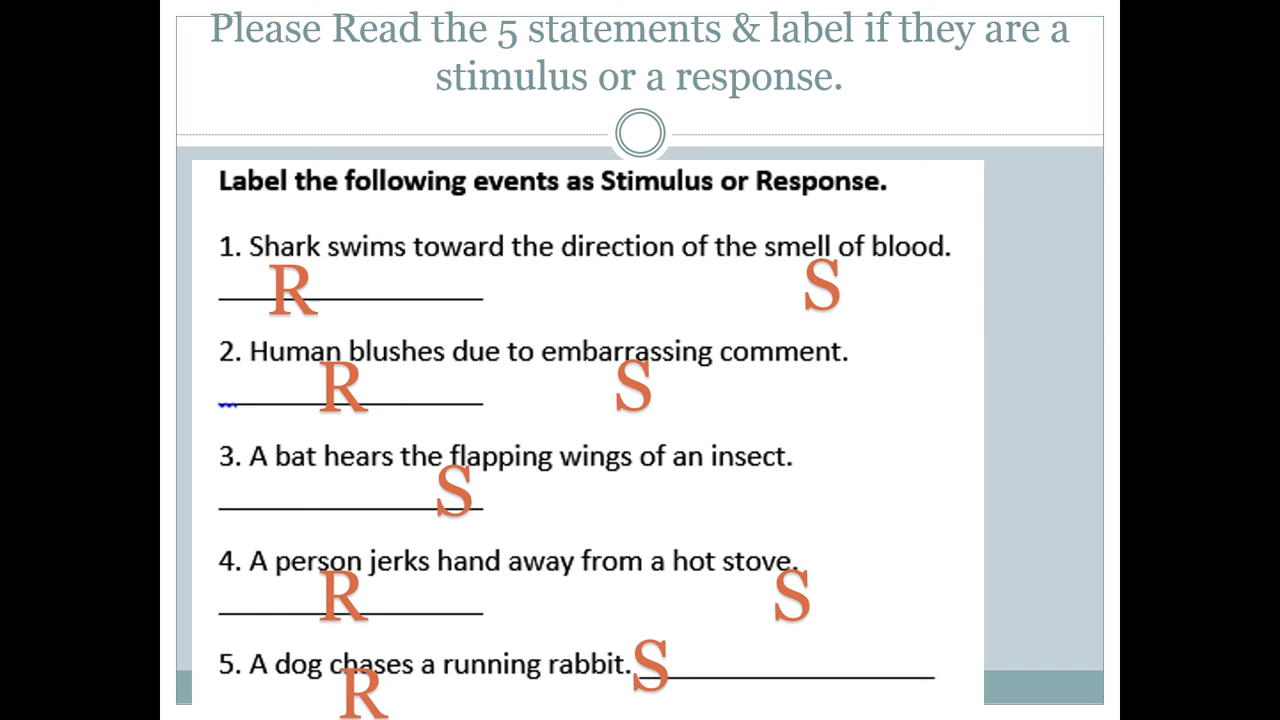 Please Read the 5 statements & label if they are a
stimulus or a response.
Label the following events as Stimulus or Response.
1. Shark swims toward the direction of the smell of blood.
R S
2. Human blushes due to embarrassing comment.
R S
3. A bat hears the flapping wings of an insect.
S
4. A person jerks hand away from a hot stove.
R S
5. A dog chases a running rabbit. S
R